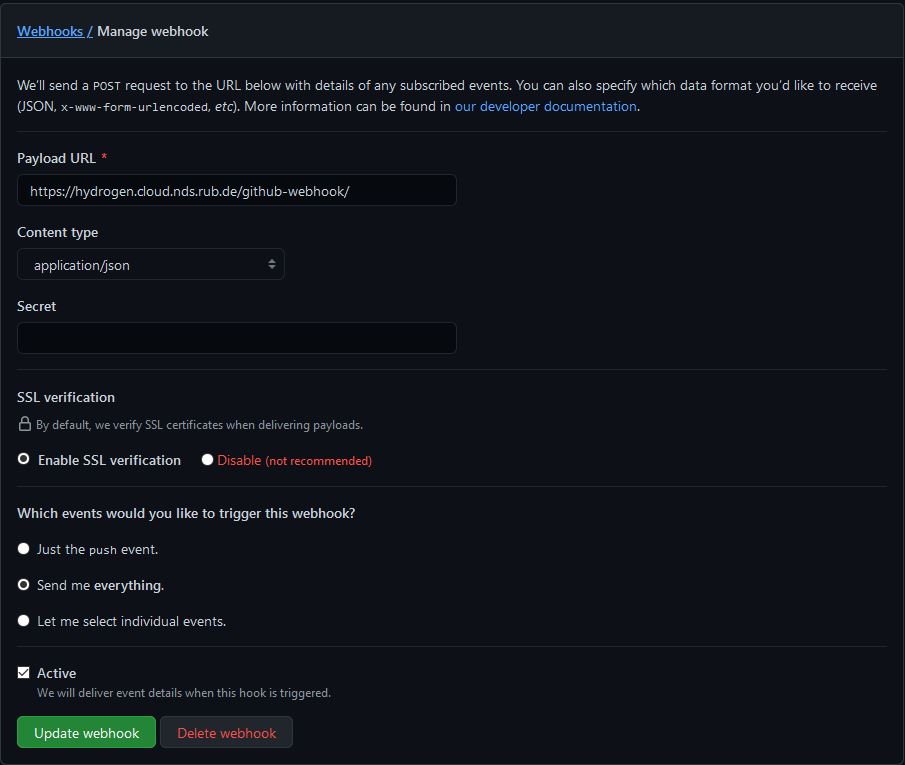 Webhooks / Manage webhook
We'll send a POST request to the URL below with details of any subscribed events. You can also specify which data format you'd like to receive
(JSON, x-www-form-urlencoded, etc). More information can be found in our developer documentation.
Payload URL *
https://hydrogen.cloud.nds.rub.de/github-webhook/
Content type
application/json
Secret
SSL verification
By default, we verify SSL certificates when delivering payloads.
Enable SSL verification Disable (not recommended)
Which events would you like to trigger this webhook?
Just the push event.
Send me everything.
Let me select individual events.
Active
We will deliver event details when this hook is triggered.
Update webhook Delete webhook